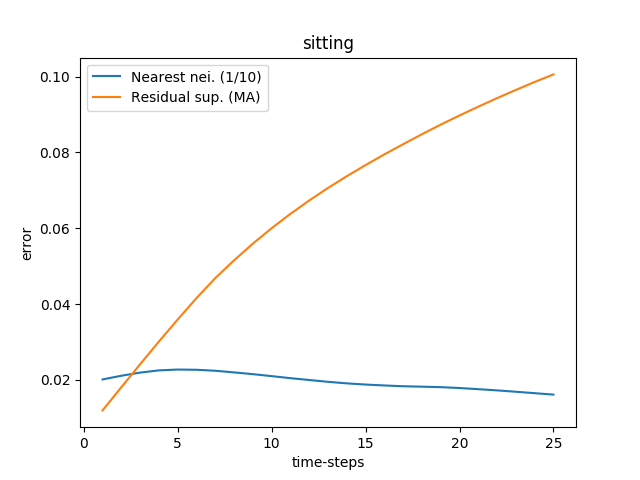 sitting
Nearest nei. (1/10)
Residual sup. (MA)
error
0.10
0.08
0.06
0.04
0.02
0 5 10 15 20 25
time-steps